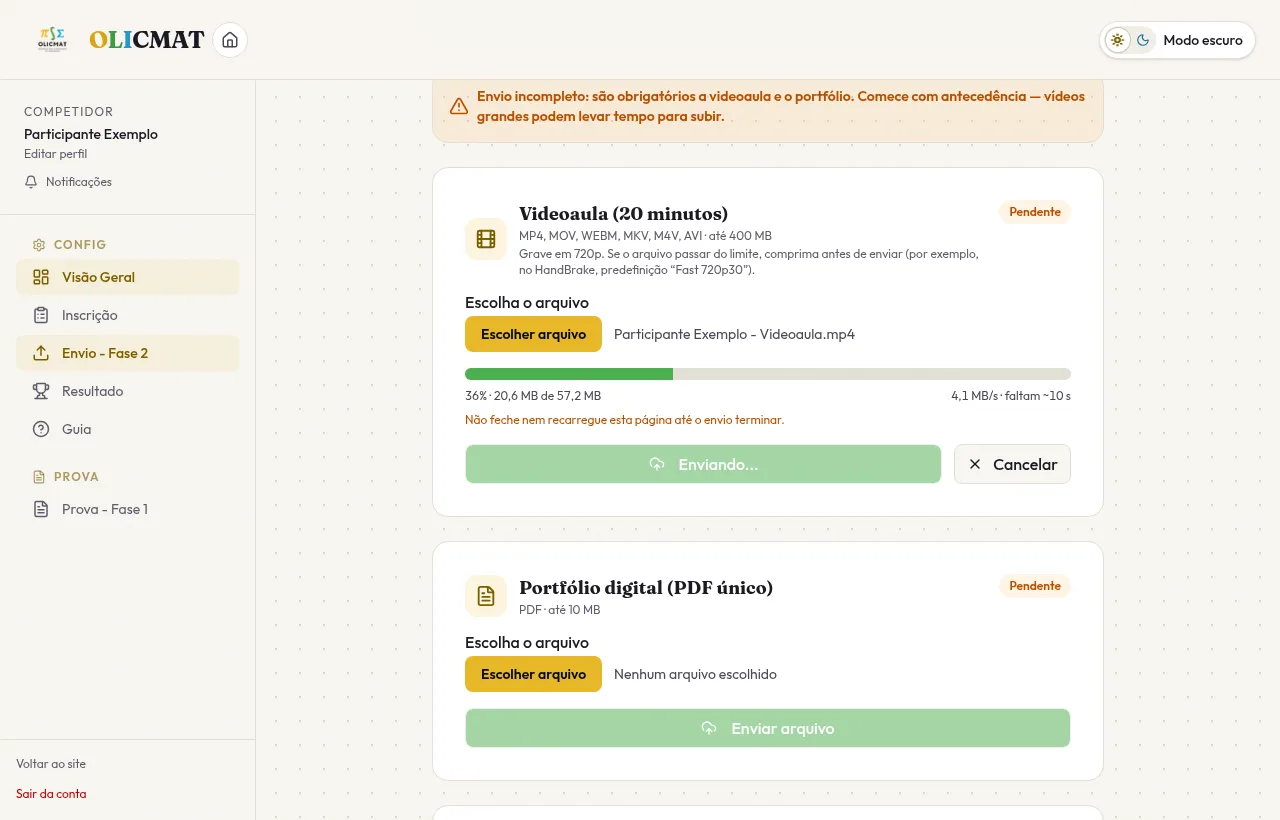 OLICMAT
OLICMAT
Modo escuro
COMPETIDOR
Participante Exemplo
Editar perfil
Notificações
CONFIG
Visão Geral
Inscrição
Envio - Fase 2
Resultado
Guia
PROVA
Prova - Fase 1
Voltar ao site
Sair da conta
Envio incompleto: são obrigatórios a videoaula e o portfólio. Comece com antecedência — vídeos
grandes podem levar tempo para subir.
Videoaula (20 minutos)
Pendente
MP4, MOV, WEBM, MKV, M4V, AVI · até 400 MB
Grave em 720p. Se o arquivo passar do limite, comprima antes de enviar (por exemplo,
no HandBrake, predefinição “Fast 720p30”).
Escolha o arquivo
Escolher arquivo
Participante Exemplo - Videoaula.mp4
36% · 20,6 MB de 57,2 MB
4,1 MB/s · faltam ~10 s
Não feche nem recarregue esta página até o envio terminar.
Enviando...
Cancelar
Portfólio digital (PDF único)
Pendente
PDF · até 10 MB
Escolha o arquivo
Escolher arquivo
Nenhum arquivo escolhido
Enviar arquivo